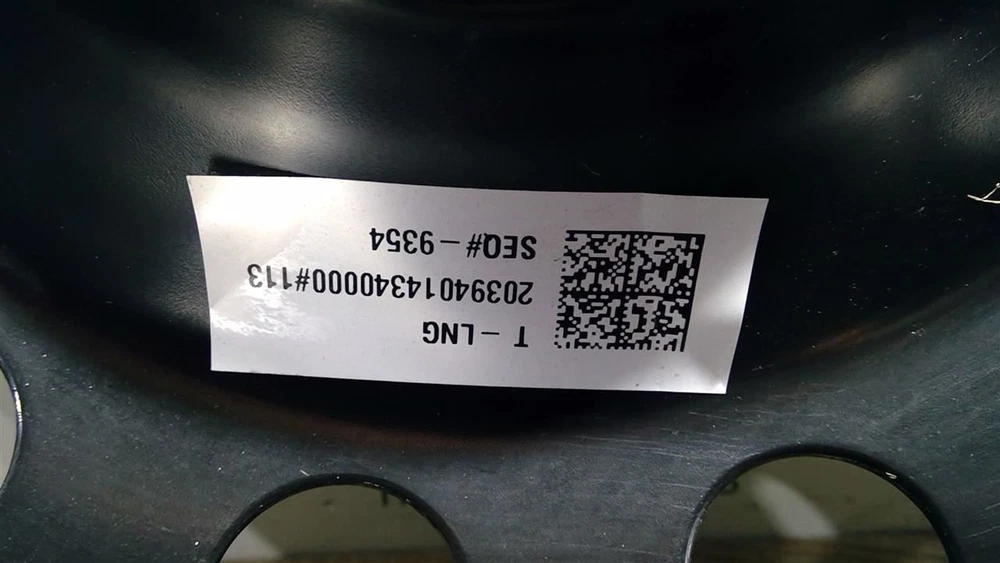 T - LNG
20394014340000#113
SEQ# - 9354